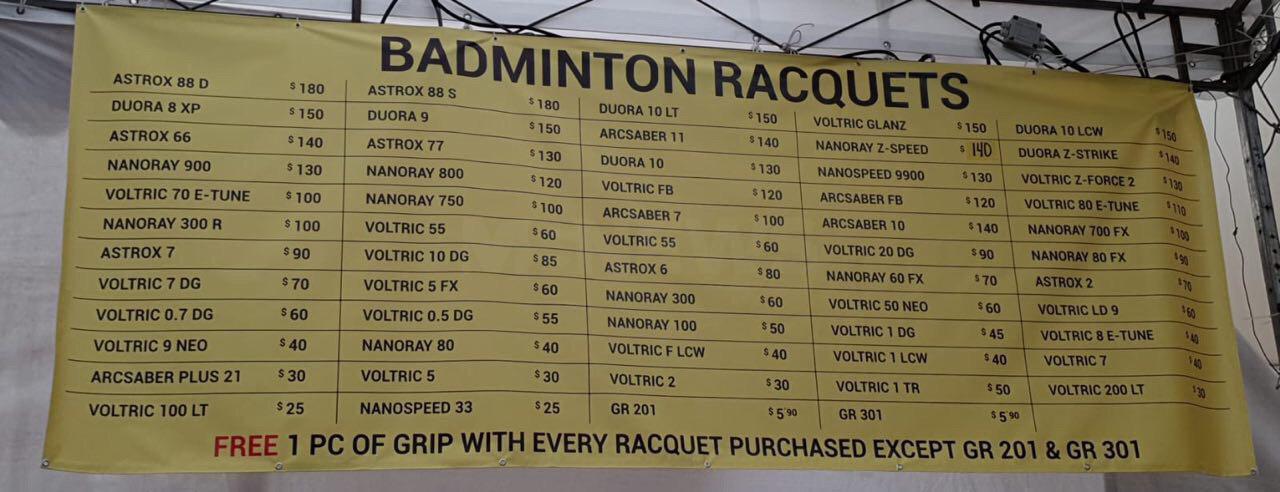 BADMINTON RACQUETS
ASTROX 88 D $180 ASTROX 88 S $180 DUORA 10 LT $150 VOLTRIC GLANZ $150 DUORA 10 LCW $150
DUORA 8 XP $150 DUORA 9 $150 ARCSABER 11 $140 NANORAY Z-SPEED $140 DUORA Z-STRIKE $140
ASTROX 66 $140 ASTROX 77 $130 DUORA 10 $130 NANOSPEED 9900 $130 VOLTRIC Z-FORCE 2 $130
NANORAY 900 $130 NANORAY 800 $120 VOLTRIC FB $120 ARCSABER FB $120 VOLTRIC 80 E-TUNE $110
VOLTRIC 70 E-TUNE $100 NANORAY 750 $100 ARCSABER 7 $100 ARCSABER 10 $140 NANORAY 700 FX $100
NANORAY 300 R $100 VOLTRIC 55 $60 VOLTRIC 55 $60 VOLTRIC 20 DG $90 NANORAY 80 FX $90
ASTROX 7 $90 VOLTRIC 10 DG $85 ASTROX 6 $80 NANORAY 60 FX $70 ASTROX 2 $70
VOLTRIC 7 DG $70 VOLTRIC 5 FX $60 NANORAY 300 $60 VOLTRIC 50 NEO $60 VOLTRIC LD 9 $60
VOLTRIC 0.7 DG $60 VOLTRIC 0.5 DG $55 NANORAY 100 $50 VOLTRIC 1 DG $45 VOLTRIC 8 E-TUNE $40
VOLTRIC 9 NEO $40 NANORAY 80 $40 VOLTRIC F LCW $40 VOLTRIC 1 LCW $40 VOLTRIC 7 $40
ARCSABER PLUS 21 $30 VOLTRIC 5 $30 VOLTRIC 2 $30 VOLTRIC 1 TR $50 VOLTRIC 200 LT $30
VOLTRIC 100 LT $25 NANOSPEED 33 $25 GR 201 $5.90 GR 301 $5.90
FREE 1 PC OF GRIP WITH EVERY RACQUET PURCHASED EXCEPT GR 201 & GR 301